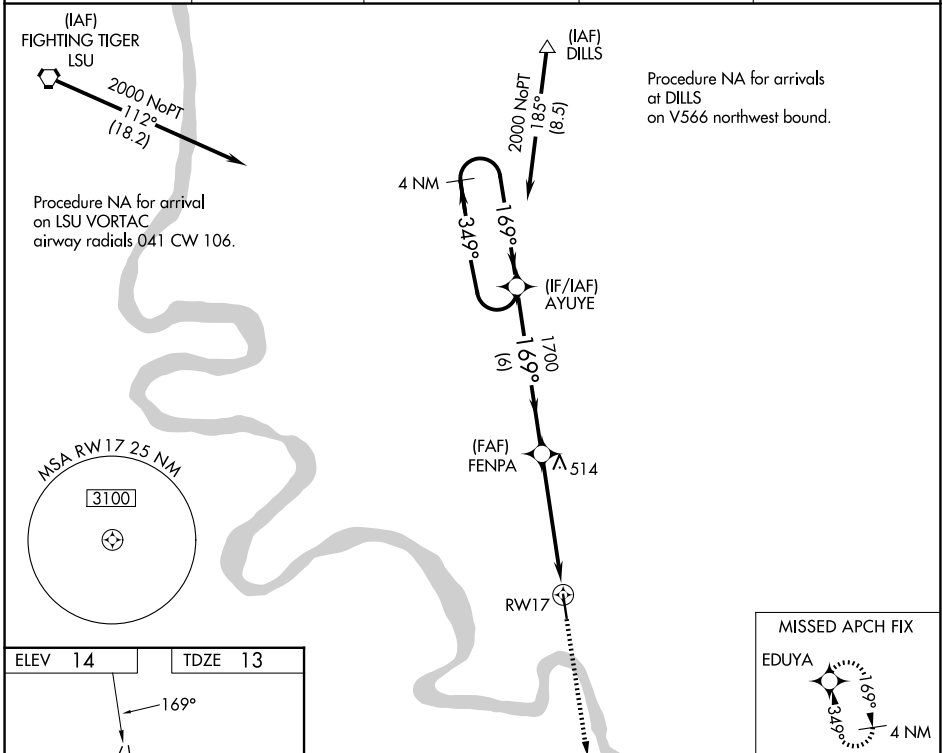 (IAF)
FIGHTING TIGER
LSU
2000 NoPT
112°
(18.2)
(IAF)
DILLS
2000 NoPT
185°
(8.5)
Procedure NA for arrivals
at DILLS
on V566 northwest bound.
Procedure NA for arrival
on LSU VORTAC
airway radials 041 CW 106.
4 NM
349°
169°
(IF/IAF)
AYUYE
1700
169°
(6)
(FAF)
FENPA
514
MSA RW17 25 NM
3100
RW17
MISSED APCH FIX
EDUYA
169°
349°
4 NM
ELEV 14
TDZE 13
169°